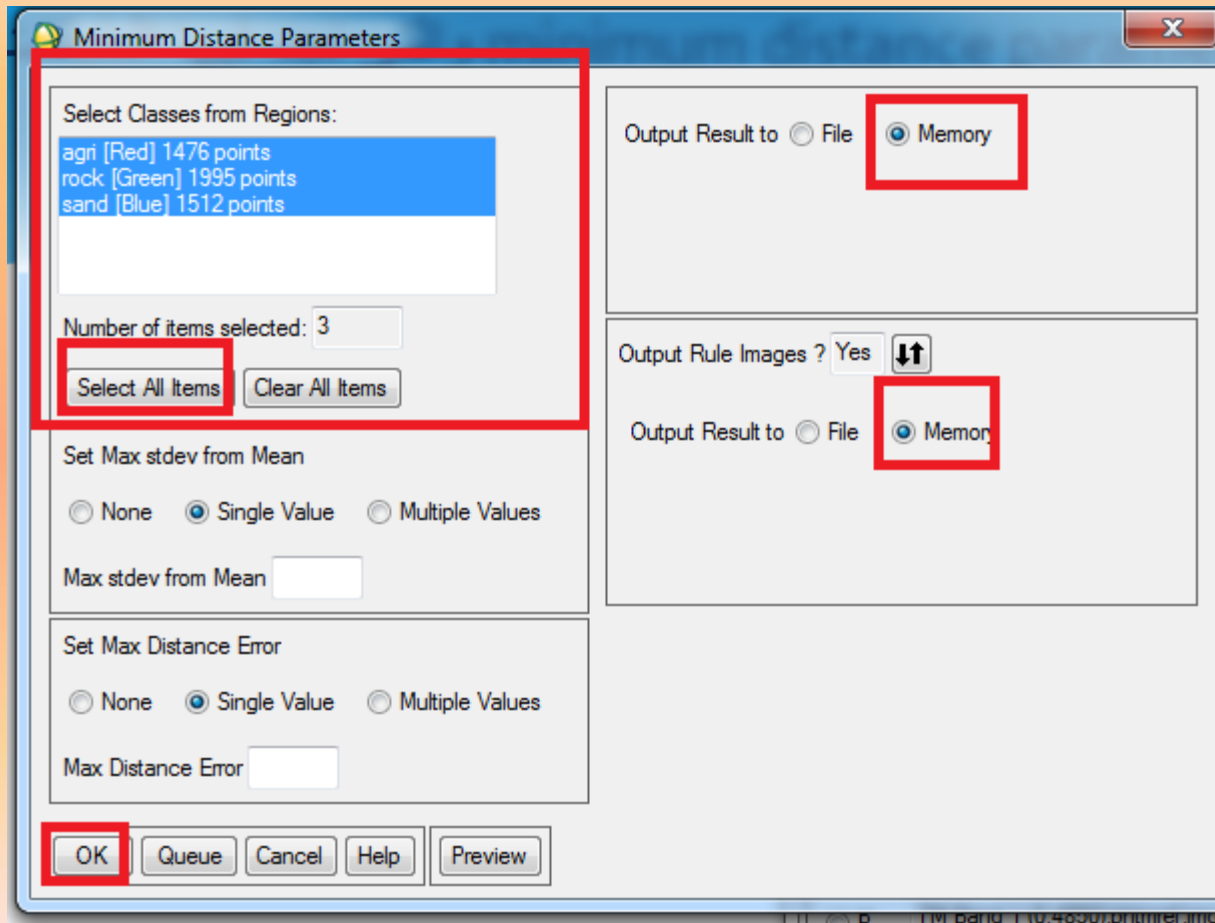 Minimum Distance Parameters
Select Classes from Regions:
agri [Red] 1476 points
rock [Green] 1995 points
sand [Blue] 1512 points
Number of items selected: 3
Select All Items Clear All Items
Set Max stdev from Mean
None Single Value Multiple Values
Max stdev from Mean
Set Max Distance Error
None Single Value Multiple Values
Max Distance Error
OK Queue Cancel Help Preview
Output Result to File Memory
Output Rule Images ? Yes
Output Result to File Memory